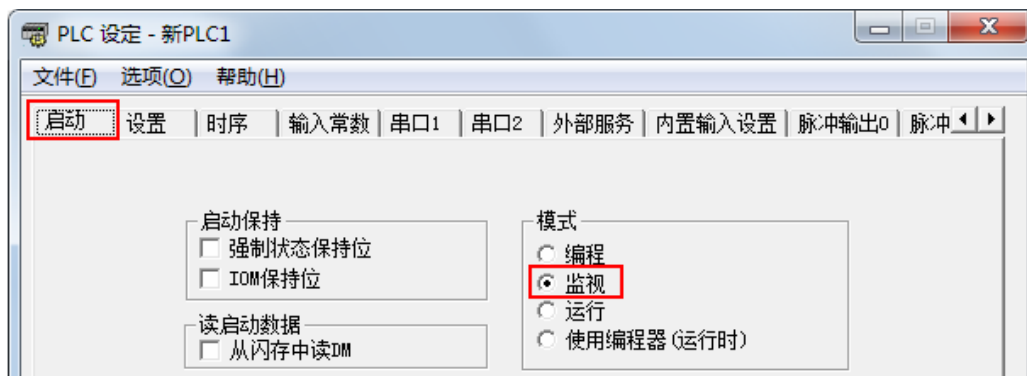 PLC 设定 - 新PLC1
文件(F) 选项(O) 帮助(H)
启动 设置 时序 输入常数 串口1 串口2 外部服务 内置输入设置 脉冲输出0 脉冲
启动保持
强制状态保持位
IOM保持位
读启动数据
从闪存中读DM
模式
编程
监视
运行
使用编程器(运行时)